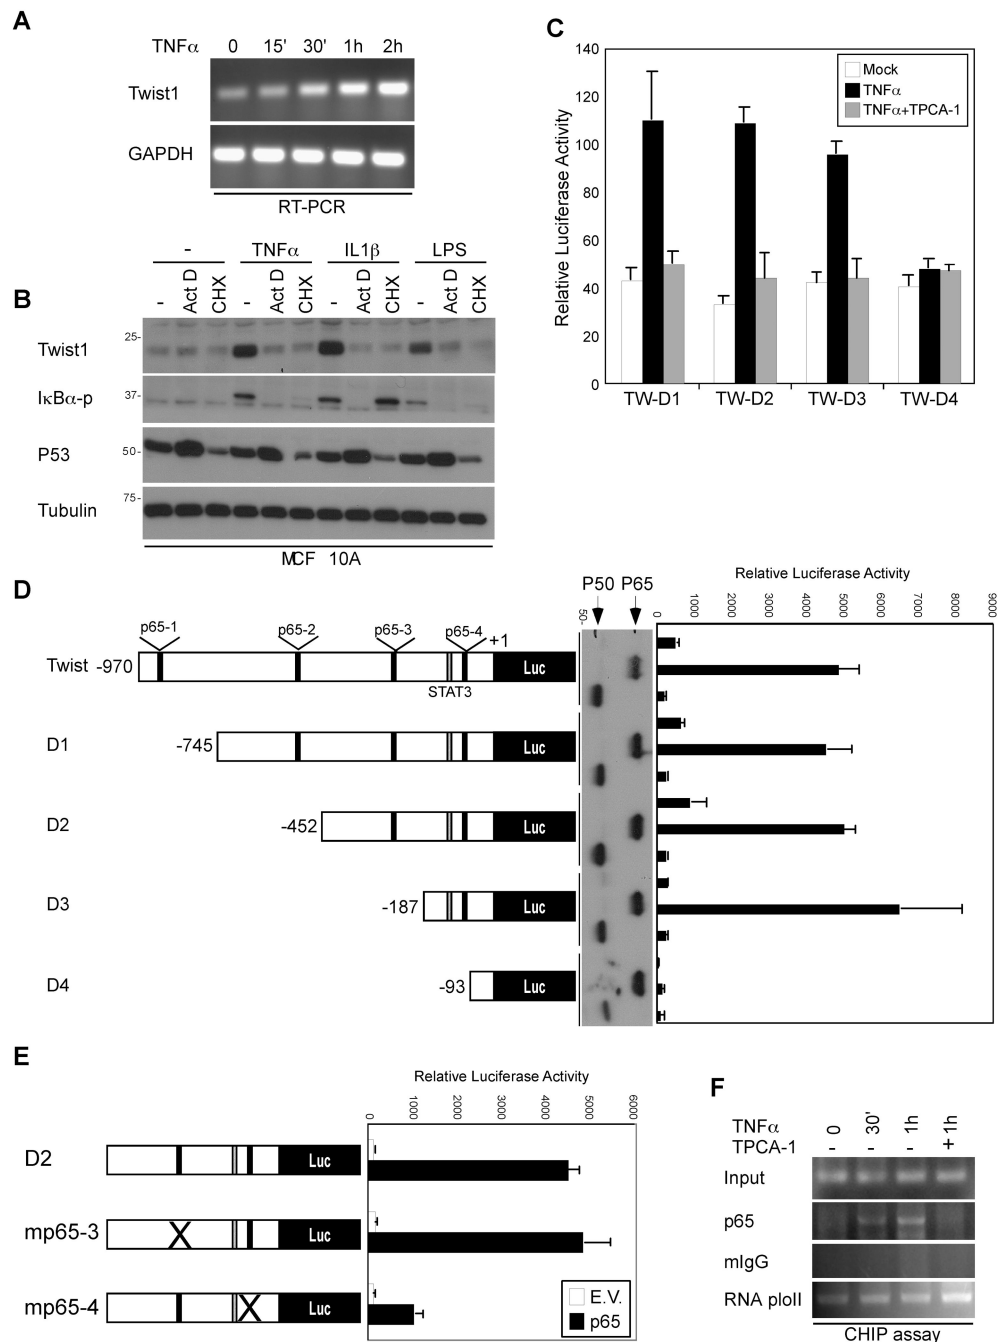 A
TNFα 0 15' 30' 1h 2h
Twist1
GAPDH
RT-PCR
B
- TNFα IL1β LPS
- Act D CHX - Act D CHX - Act D CHX - Act D CHX
Twist1 25-
IκBα-p 37-
P53 50-
Tubulin 75-
MCF 10A
C
Relative Luciferase Activity
140
120
100
80
60
40
20
0
Mock
TNFα
TNFα+TPCA-1
TW-D1 TW-D2 TW-D3 TW-D4
D
P50 P65
50-
Relative Luciferase Activity
0 1000 2000 3000 4000 5000 6000 7000 8000 9000
p65-1 p65-2 p65-3 p65-4 +1
Twist -970 Luc
STAT3
D1 -745 Luc
D2 -452 Luc
D3 -187 Luc
D4 -93 Luc
E
Relative Luciferase Activity
0 1000 2000 3000 4000 5000 6000
D2 Luc
mp65-3 X Luc
mp65-4 X Luc
E.V.
p65
F
TNFα 0 30' 1h 1h
TPCA-1 - - - +
Input
p65
mIgG
RNA ploII
CHIP assay